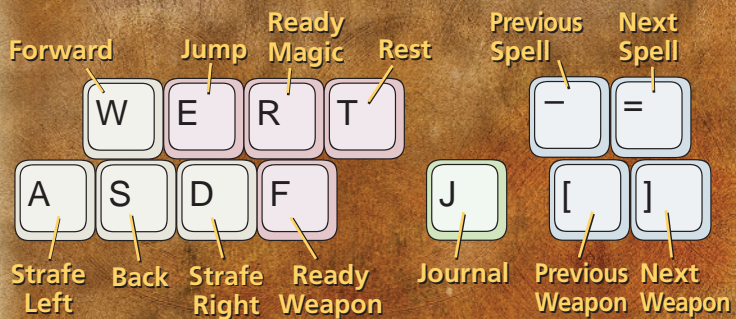 Ready
Previous
Next
Forward
Jump
Magic
Rest
Spell
Spell
W
E
R
T
–
=
A
S
D
F
J
[
]
Strafe
Left
Back
Strafe
Right
Ready
Weapon
Journal
Previous
Weapon
Next
Weapon